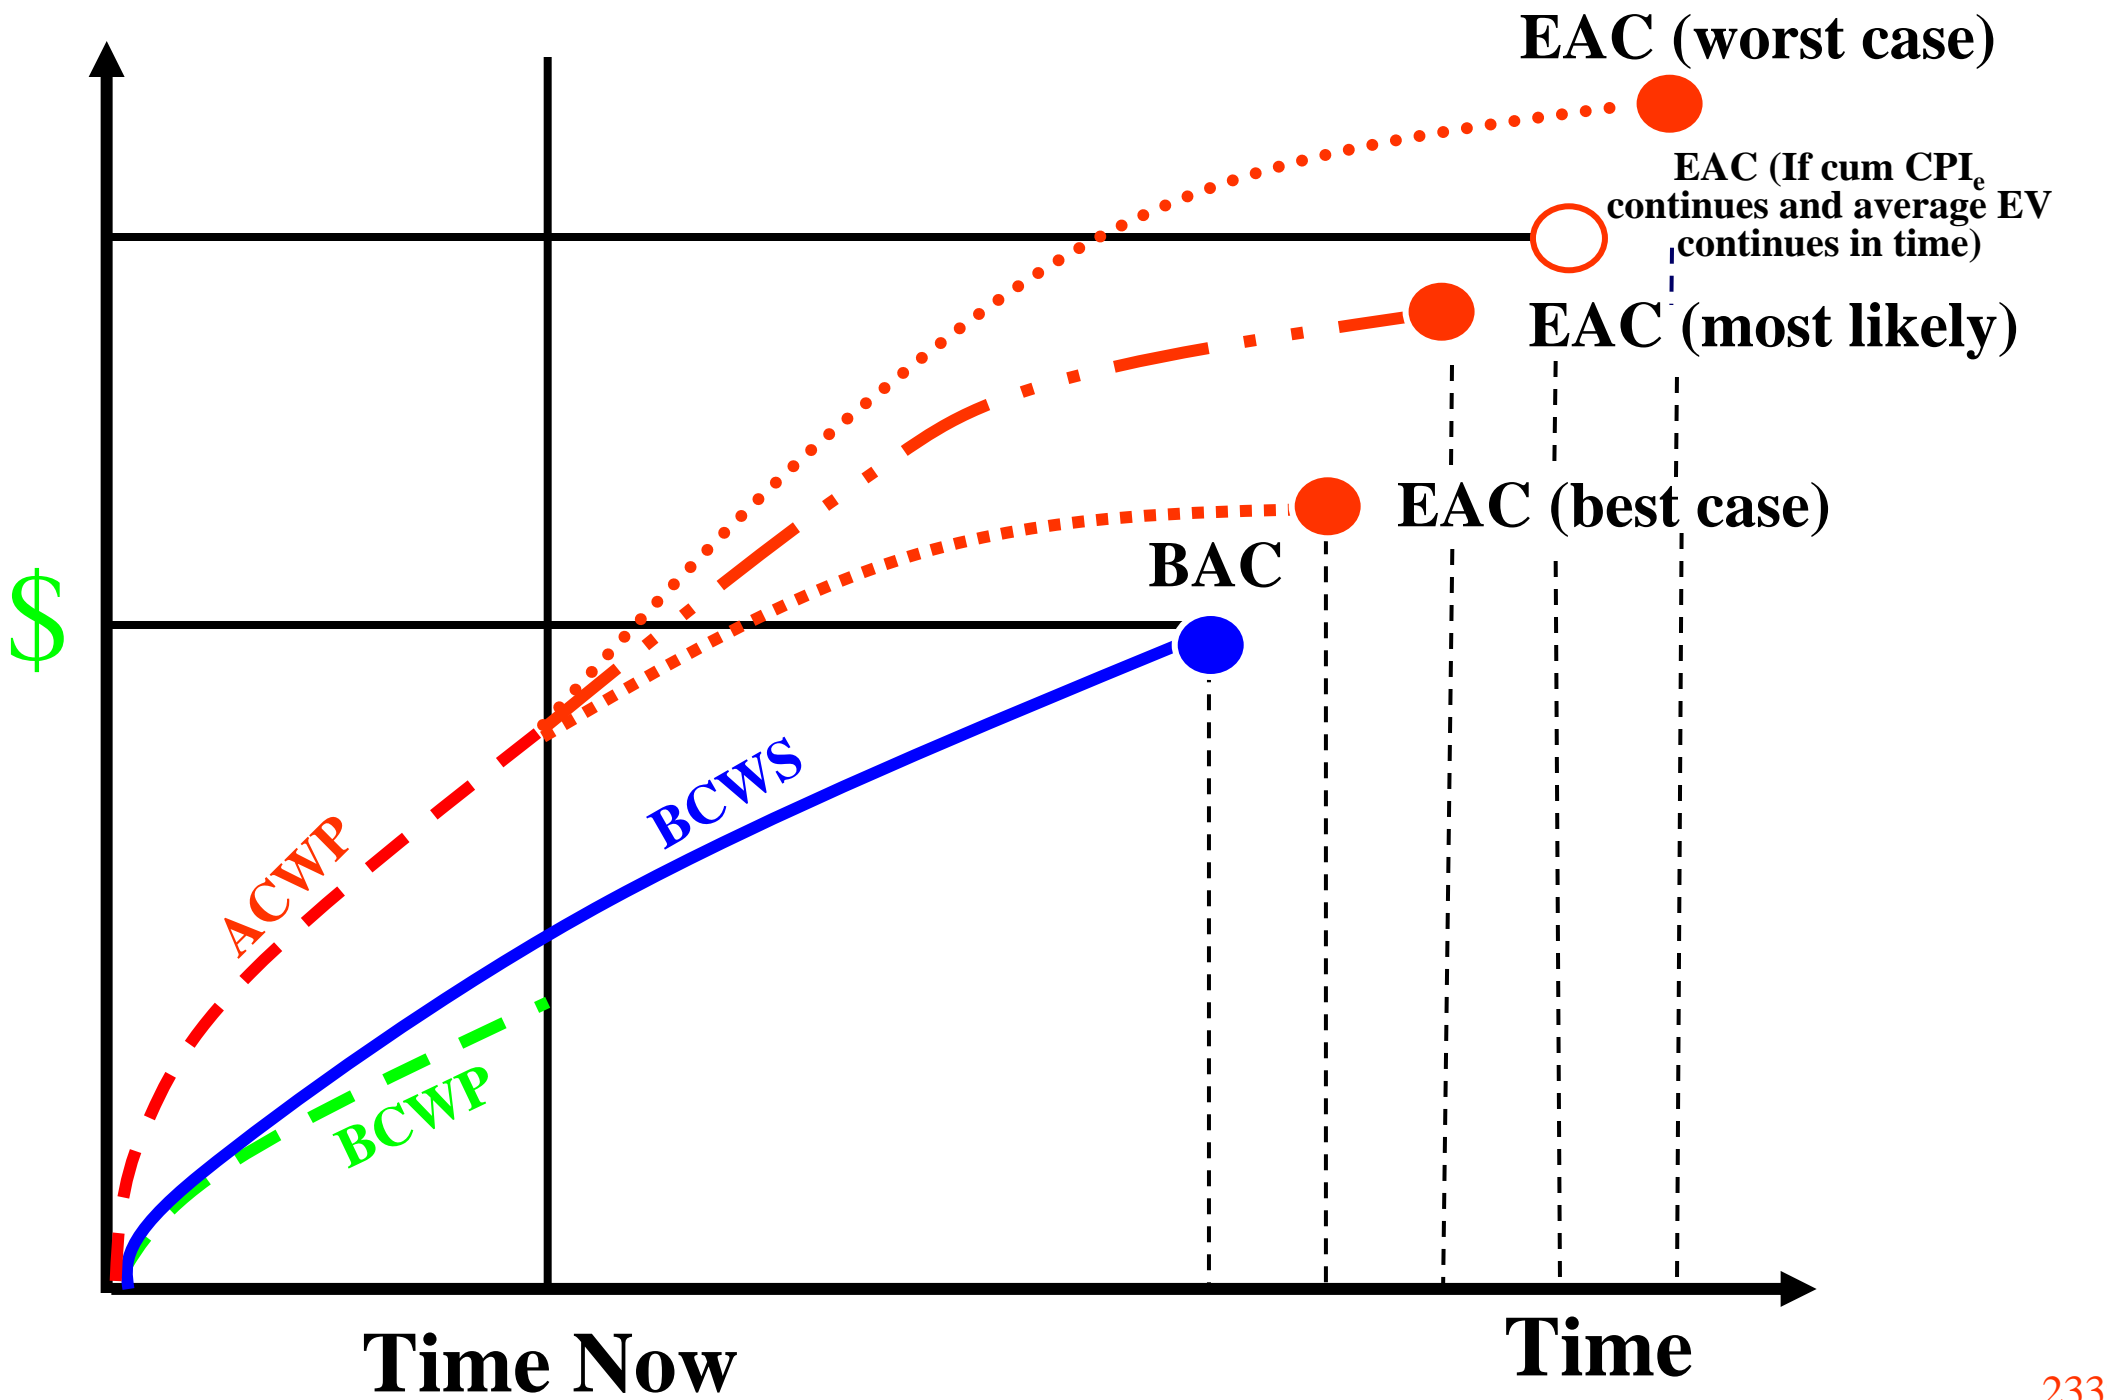 EAC (worst case)
EAC (If cum CPIe
continues and average EV
continues in time)
EAC (most likely)
EAC (best case)
BAC
$
BCWS
ACWP
BCWP
Time Now
Time
233